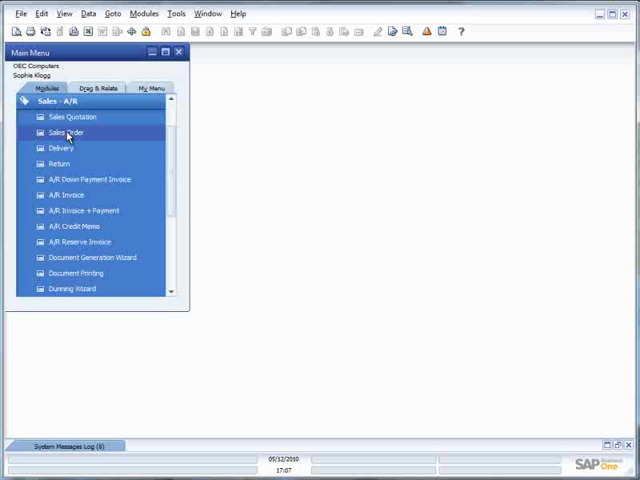 File Edit View Data Goto Modules Tools Window Help
Main Menu
OEC Computers
Sophie Klogg
Modules Drag & Relate My Menu
Sales - A/R
Sales Quotation
Sales Order
Delivery
Return
A/R Down Payment Invoice
A/R Invoice
A/R Invoice + Payment
A/R Credit Memo
A/R Reserve Invoice
Document Generation Wizard
Document Printing
Dunning Wizard
System Messages Log (6)
05/12/2010
17:07
SAP Business One